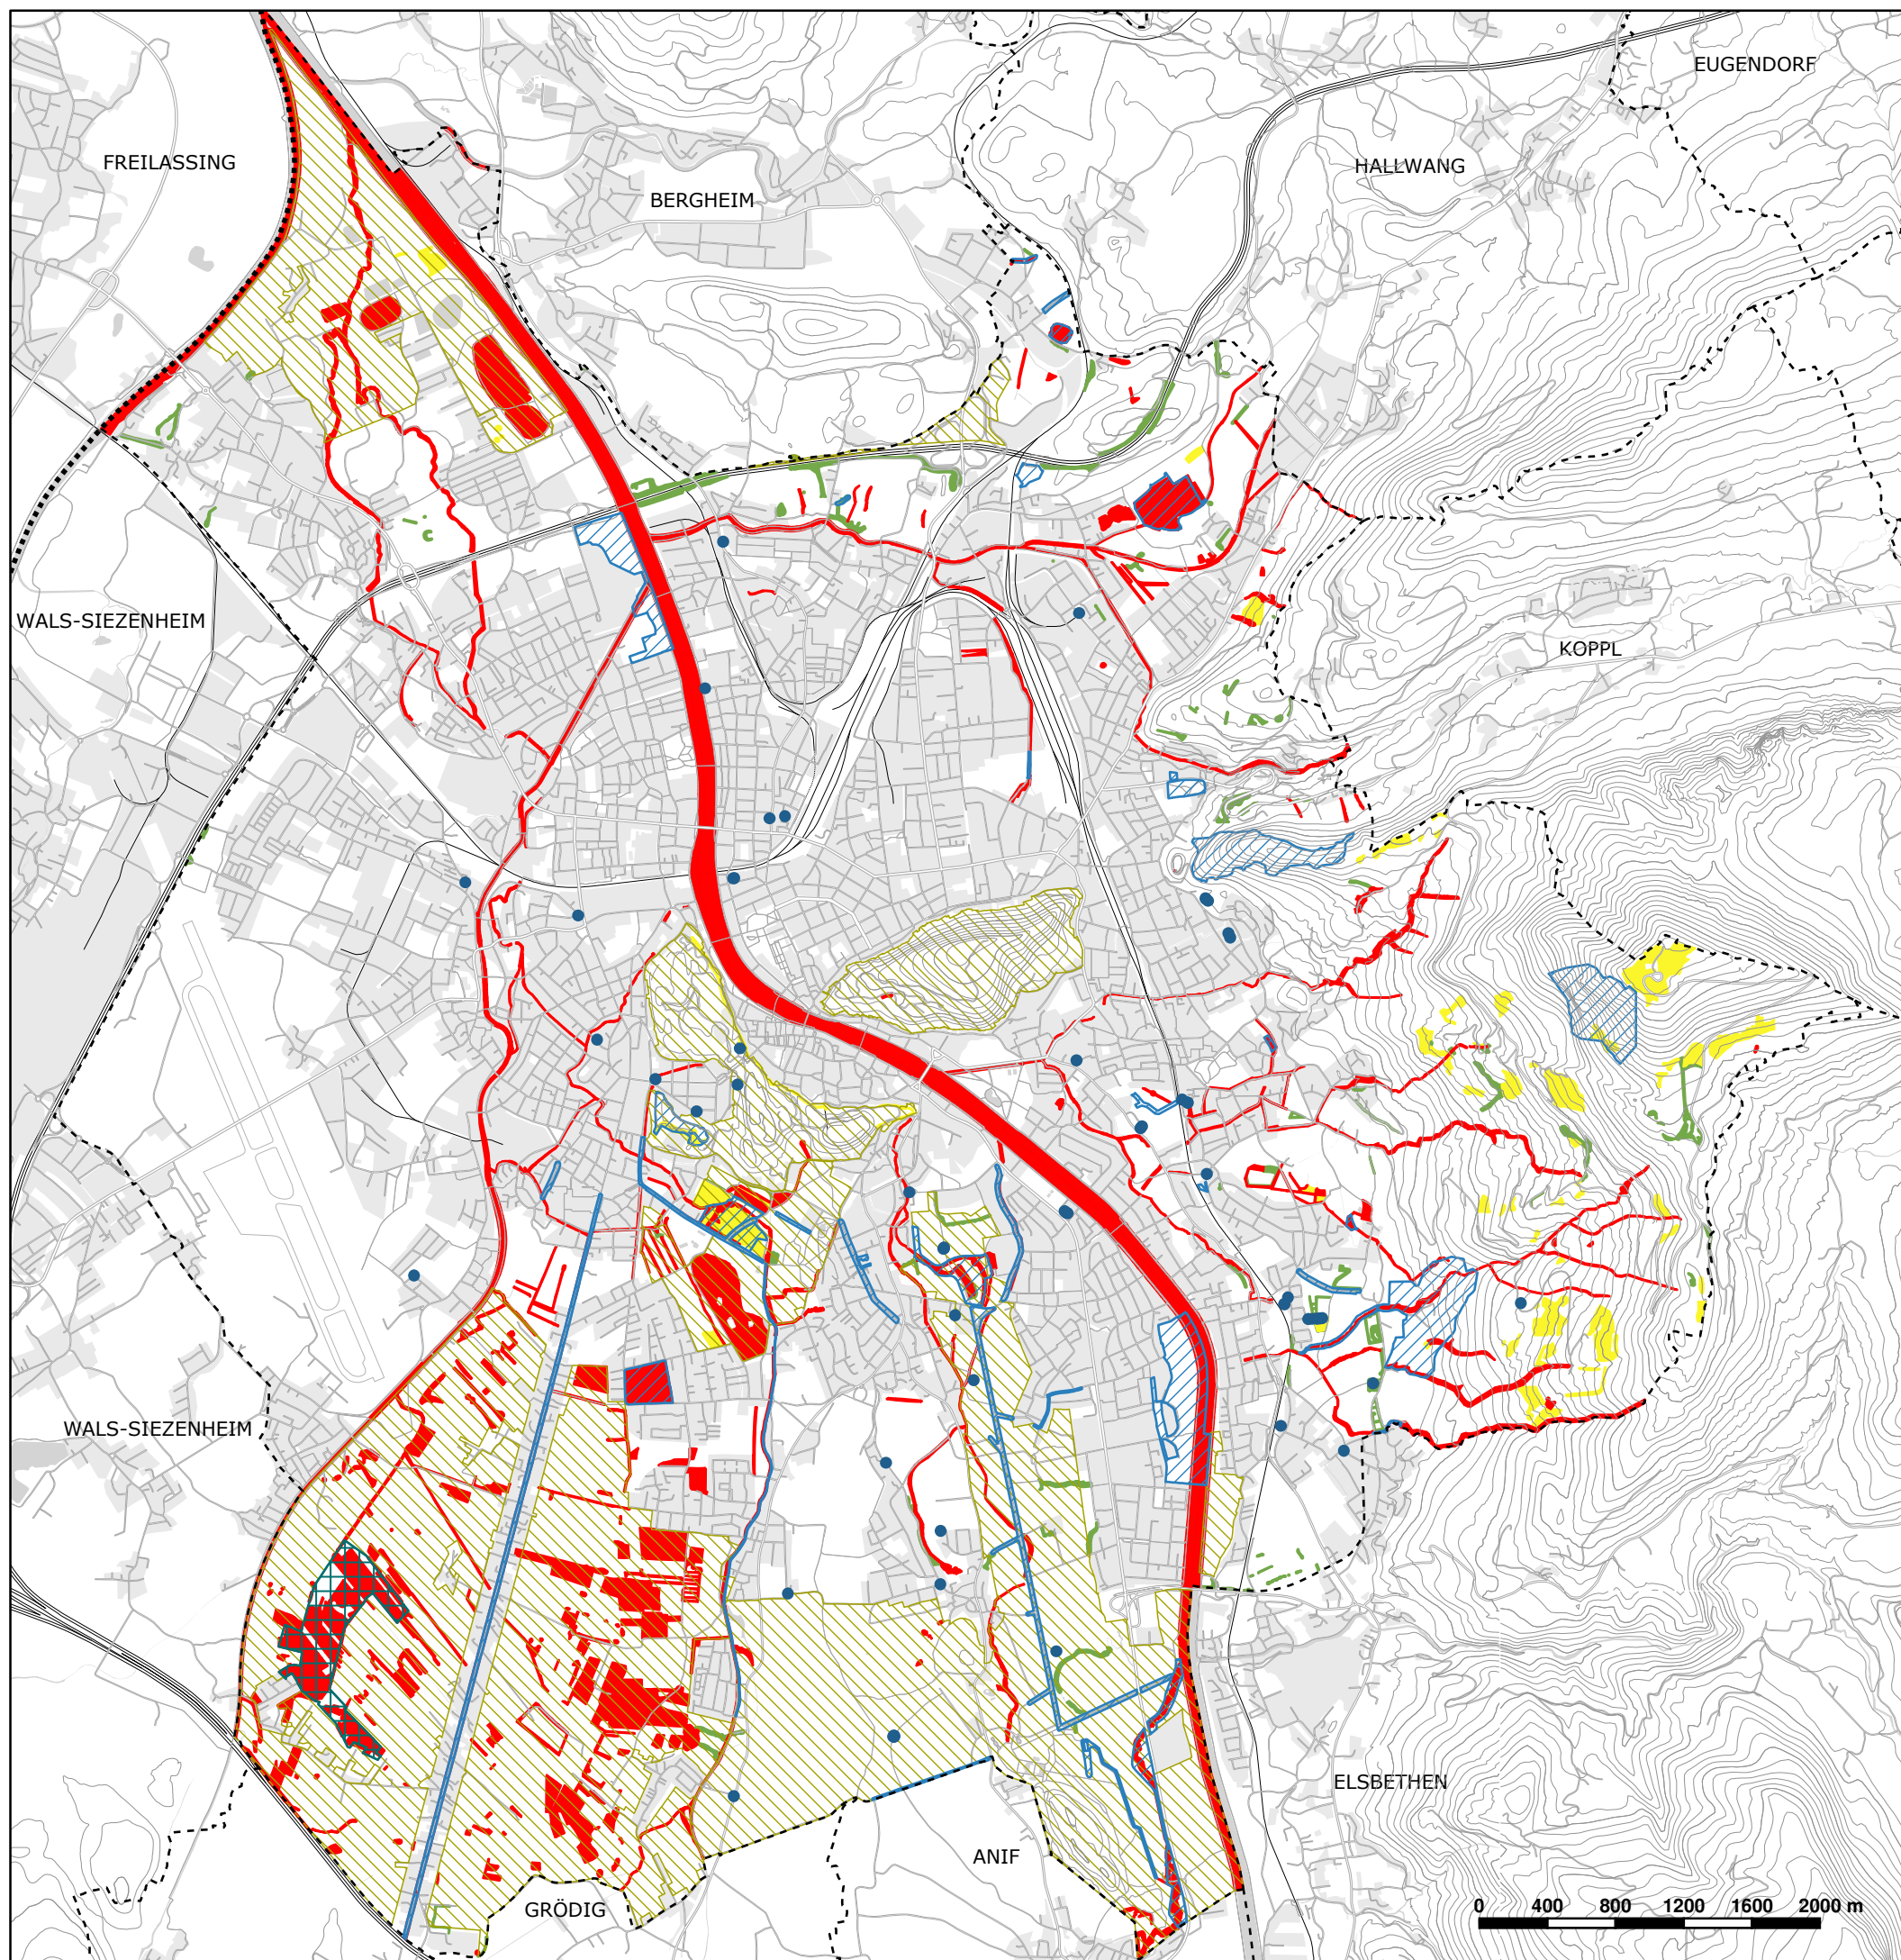 EUGENDORF
FREILASSING
HALLWANG
BERGHEIM
WALS-SIEZENHEIM
KOPPL
WALS-SIEZENHEIM
ELSBETHEN
ANIF
GRÖDIG
0 400 800 1200 1600 2000 m